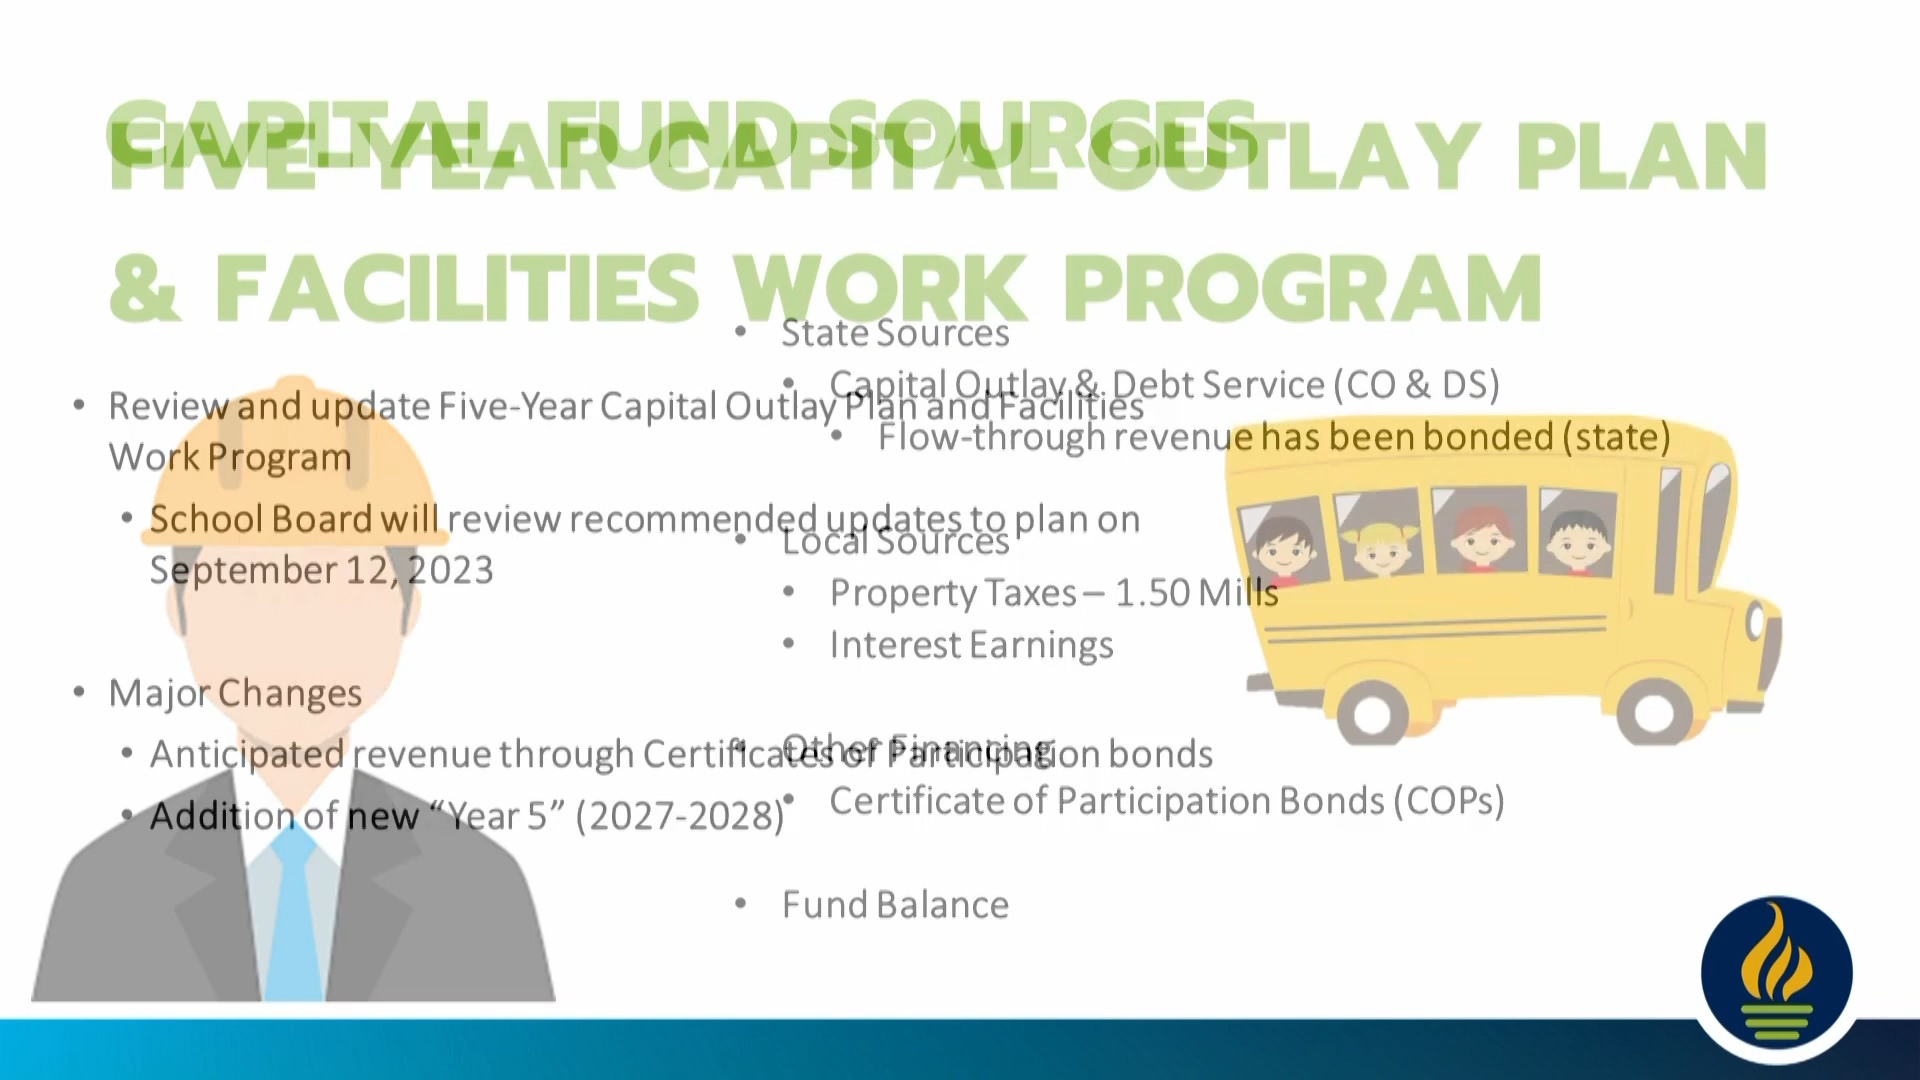 CAPITAL FUND SOURCES
FIVE-YEAR CAPITAL OUTLAY PLAN
& FACILITIES WORK PROGRAM
• State Sources
• Capital Outlay & Debt Service (CO & DS)
• Flow-through revenue has been bonded (state)
• Local Sources
• Property Taxes – 1.50 Mills
• Interest Earnings
• Other Financing
• Certificate of Participation Bonds (COPs)
• Fund Balance
• Review and update Five-Year Capital Outlay Plan and Facilities
Work Program
• School Board will review recommended updates to plan on
September 12, 2023
• Major Changes
• Anticipated revenue through Certificates of Participation bonds
• Addition of new “Year 5” (2027-2028)